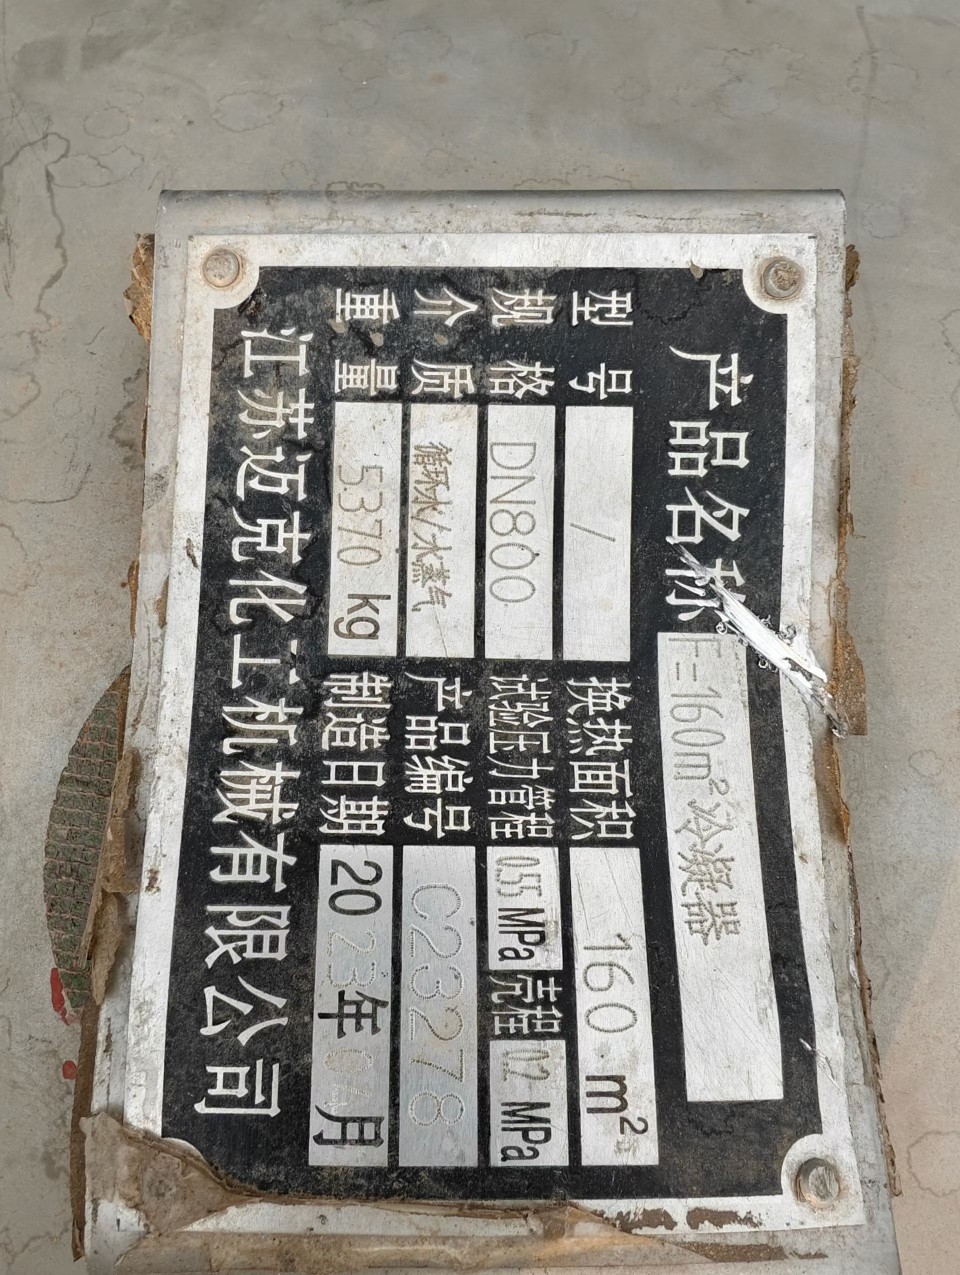 产品名称 F=160m²冷凝器
型号 / 换热面积 160 m²
规格 DN800 试验压力管程 0.55 MPa 壳程 0.2 MPa
介质 循环水/水蒸气 产品编号 C23278
重量 5370 kg 制造日期 2023年 月
江苏迈克化工机械有限公司